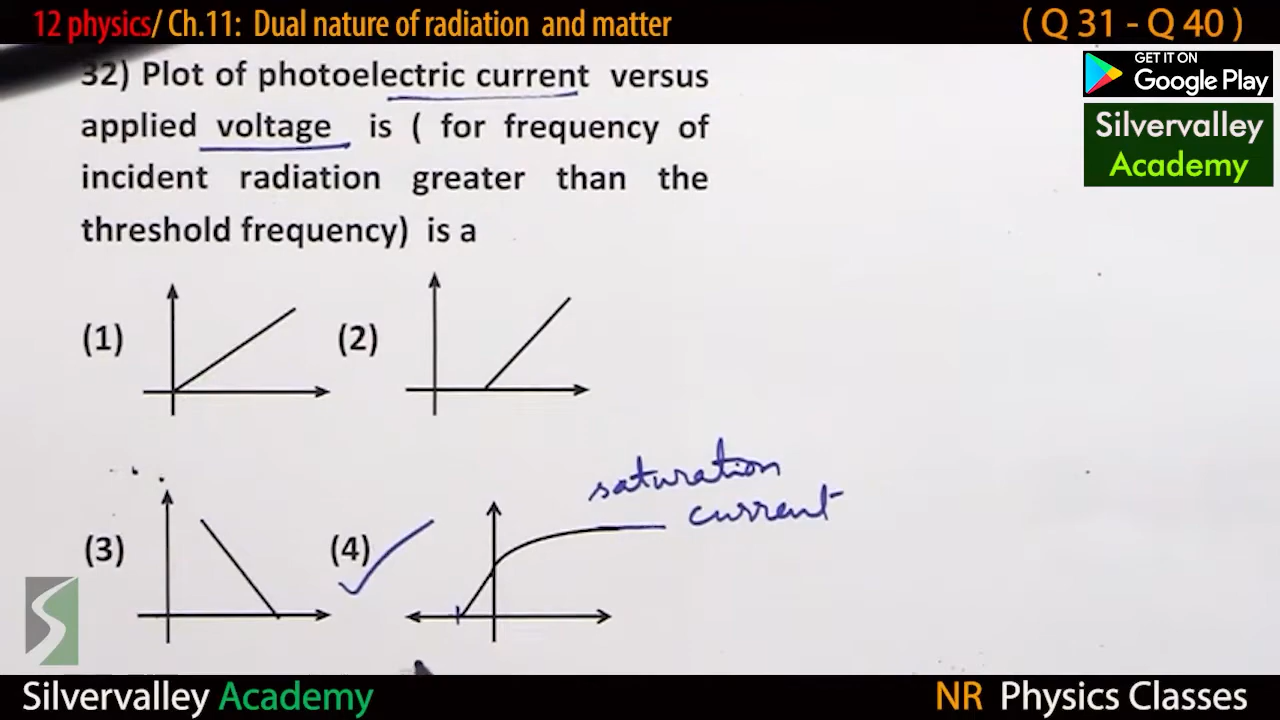 12 physics/ Ch.11: Dual nature of radiation and matter
( Q 31 - Q 40 )
GET IT ON
Google Play
Silvervalley
Academy
32) Plot of photoelectric current versus
applied voltage is ( for frequency of
incident radiation greater than the
threshold frequency) is a
(1)
(2)
saturation
current
(3)
(4)
Silvervalley Academy
NR Physics Classes